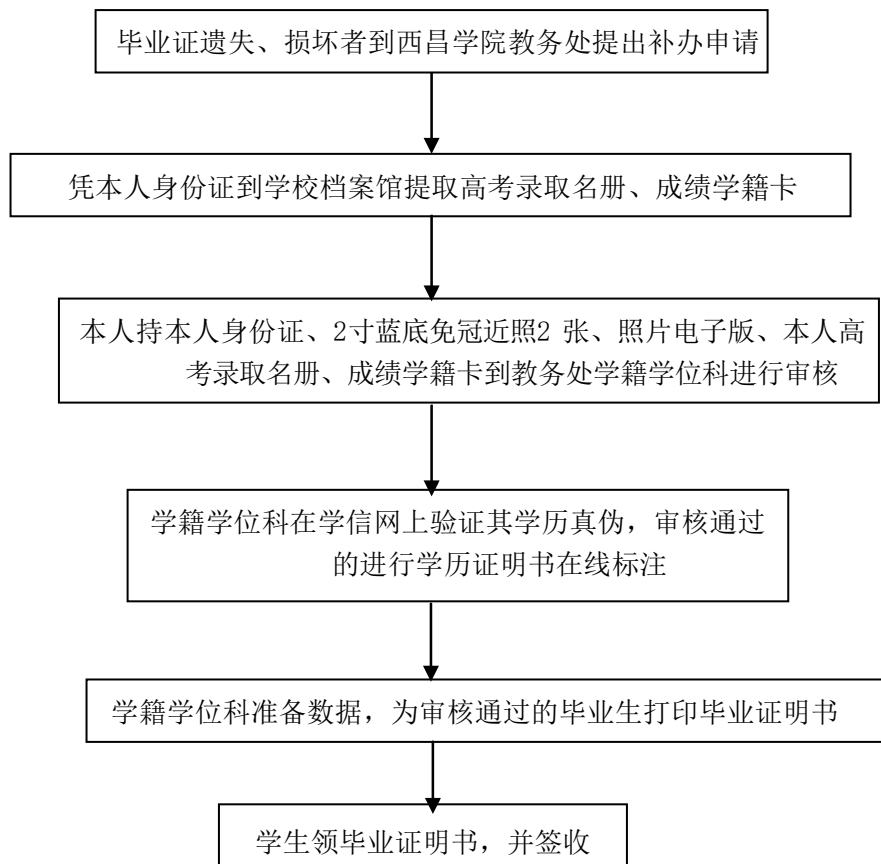 毕业证遗失、损坏者到西昌学院教务处提出补办申请
凭本人身份证到学校档案馆提取高考录取名册、成绩学籍卡
本人持本人身份证、2寸蓝底免冠近照2 张、照片电子版、本人高
考录取名册、成绩学籍卡到教务处学籍学位科进行审核
学籍学位科在学信网上验证其学历真伪，审核通过
的进行学历证明书在线标注
学籍学位科准备数据，为审核通过的毕业生打印毕业证明书
学生领毕业证明书，并签收